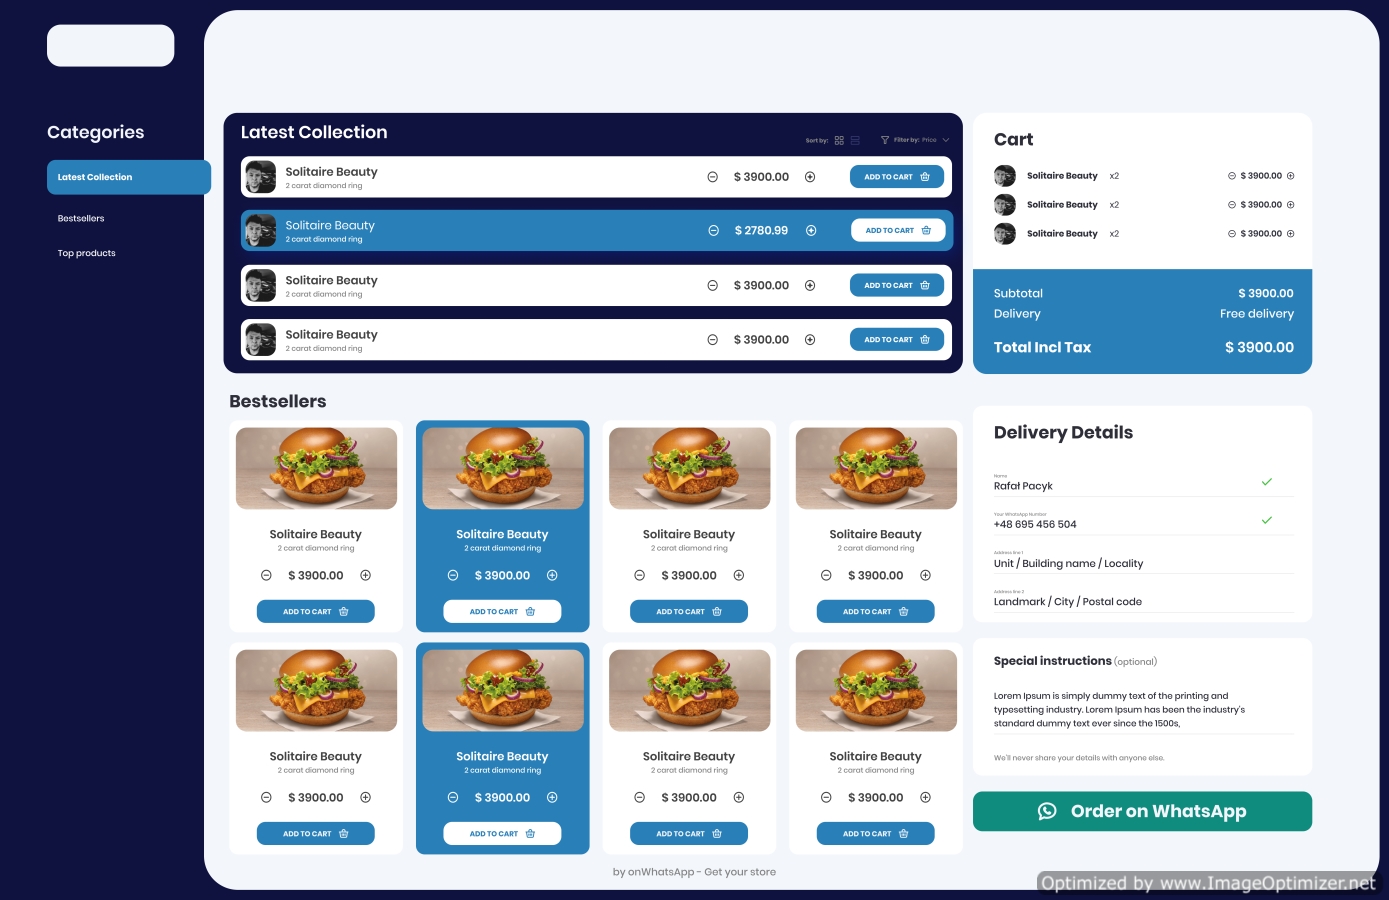 Categories
Latest Collection
Bestsellers
Top products
Latest Collection
Sort by:
Filter by: Price
Solitaire Beauty
2 carat diamond ring
$ 3900.00
ADD TO CART
Solitaire Beauty
2 carat diamond ring
$ 2780.99
ADD TO CART
Solitaire Beauty
2 carat diamond ring
$ 3900.00
ADD TO CART
Solitaire Beauty
2 carat diamond ring
$ 3900.00
ADD TO CART
Cart
Solitaire Beauty x2 $ 3900.00
Solitaire Beauty x2 $ 3900.00
Solitaire Beauty x2 $ 3900.00
Subtotal $ 3900.00
Delivery Free delivery
Total Incl Tax $ 3900.00
Bestsellers
Solitaire Beauty
2 carat diamond ring
$ 3900.00
ADD TO CART
Solitaire Beauty
2 carat diamond ring
$ 3900.00
ADD TO CART
Solitaire Beauty
2 carat diamond ring
$ 3900.00
ADD TO CART
Solitaire Beauty
2 carat diamond ring
$ 3900.00
ADD TO CART
Solitaire Beauty
2 carat diamond ring
$ 3900.00
ADD TO CART
Solitaire Beauty
2 carat diamond ring
$ 3900.00
ADD TO CART
Solitaire Beauty
2 carat diamond ring
$ 3900.00
ADD TO CART
Solitaire Beauty
2 carat diamond ring
$ 3900.00
ADD TO CART
Delivery Details
Name
Rafał Pacyk
Your WhatsApp Number
+48 695 456 504
Address line 1
Unit / Building name / Locality
Address line 2
Landmark / City / Postal code
Special instructions (optional)
Lorem Ipsum is simply dummy text of the printing and
typesetting industry. Lorem Ipsum has been the industry's
standard dummy text ever since the 1500s,
We'll never share your details with anyone else.
Order on WhatsApp
by onWhatsApp - Get your store
Optimized by www.ImageOptimizer.net